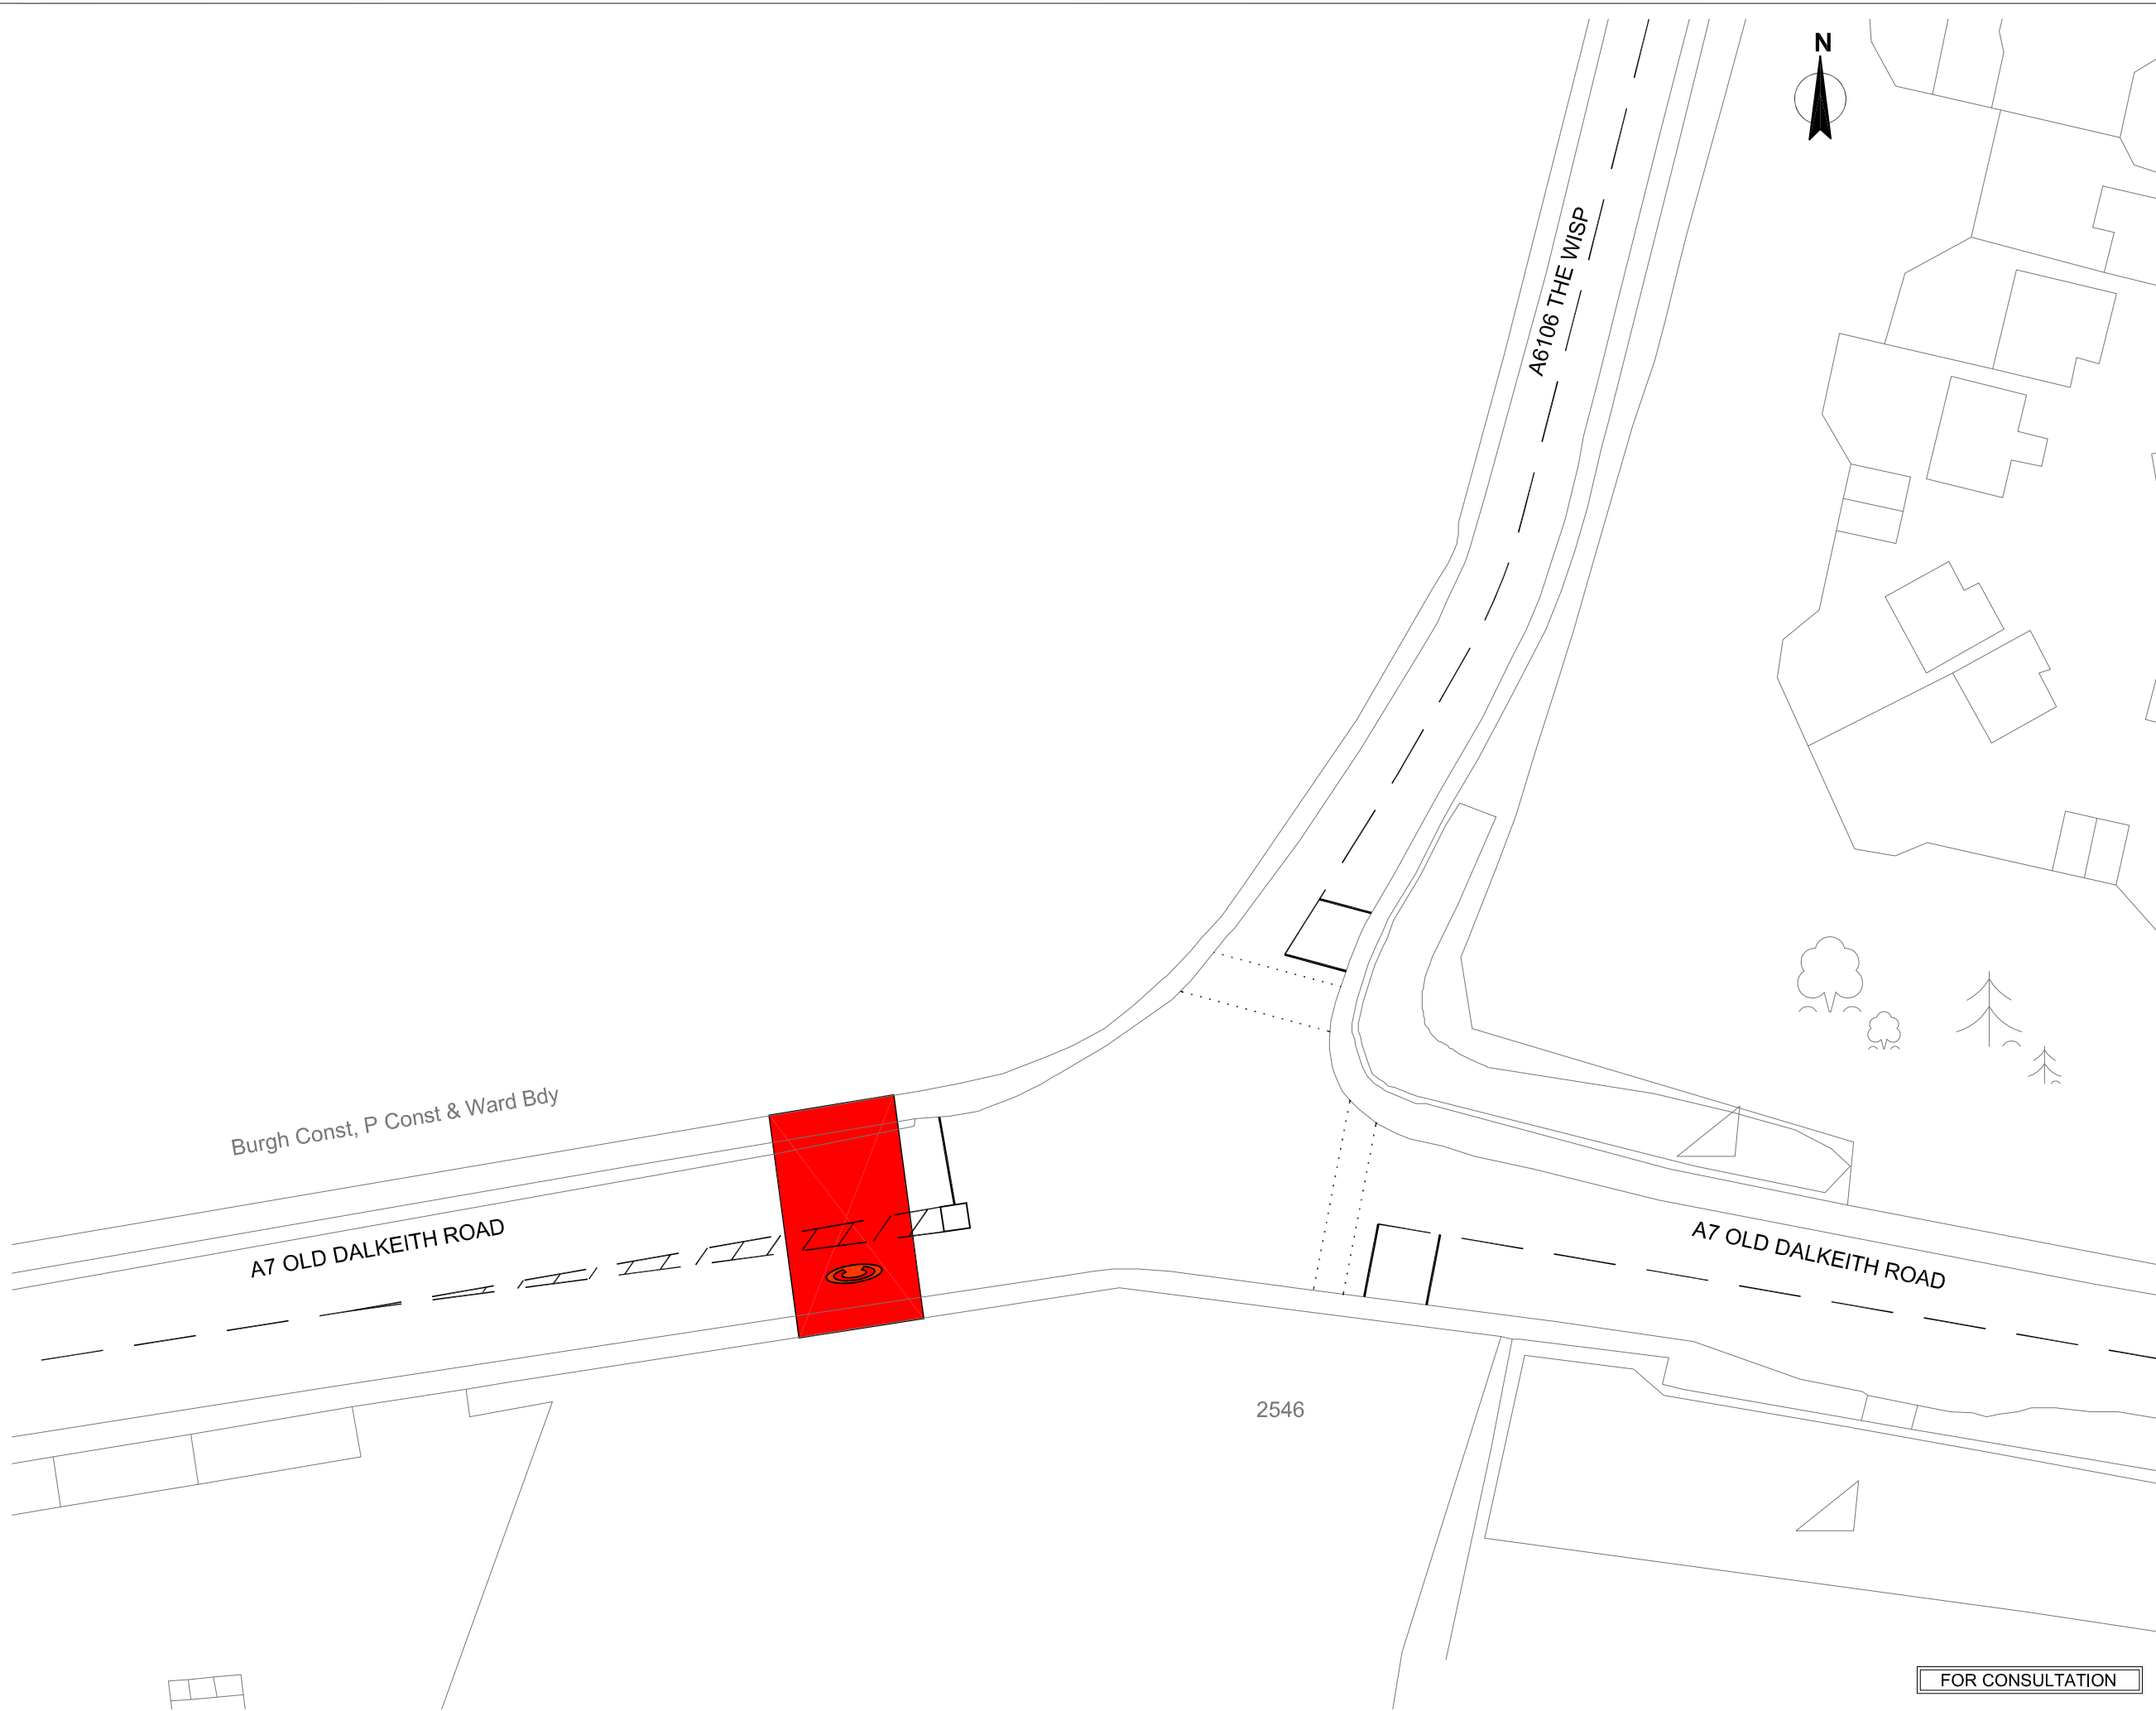 N
A6106 THE WISP
Burgh Const, P Const & Ward Bdy
A7 OLD DALKEITH ROAD
A7 OLD DALKEITH ROAD
2546
FOR CONSULTATION